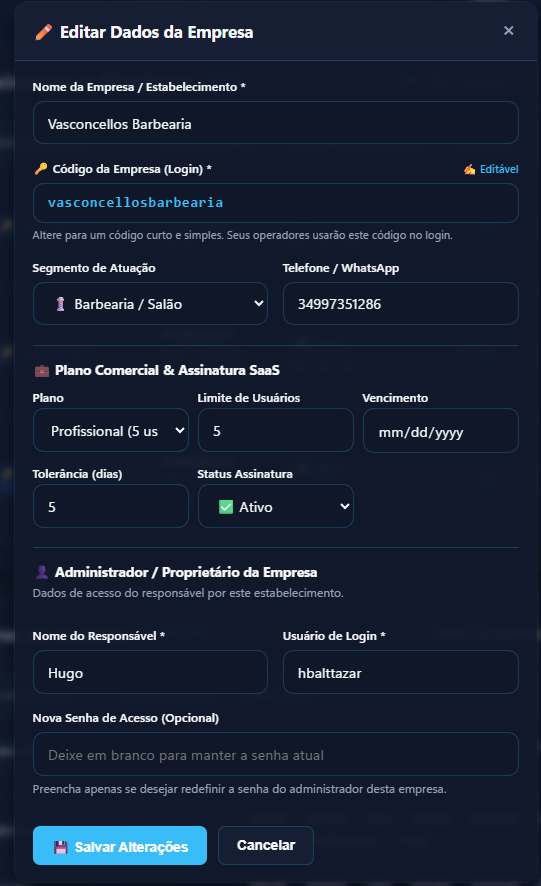 Editar Dados da Empresa
Nome da Empresa / Estabelecimento *
Vasconcellos Barbearia
Código da Empresa (Login) *
Editável
vasconcellosbarbearia
Altere para um código curto e simples. Seus operadores usarão este código no login.
Segmento de Atuação
Telefone / WhatsApp
Barbearia / Salão
34997351286
Plano Comercial & Assinatura SaaS
Plano
Limite de Usuários
Vencimento
Profissional (5 us
5
mm/dd/yyyy
Tolerância (dias)
Status Assinatura
5
Ativo
Administrador / Proprietário da Empresa
Dados de acesso do responsável por este estabelecimento.
Nome do Responsável *
Usuário de Login *
Hugo
hbalttazar
Nova Senha de Acesso (Opcional)
Deixe em branco para manter a senha atual
Preencha apenas se desejar redefinir a senha do administrador desta empresa.
Salvar Alterações
Cancelar